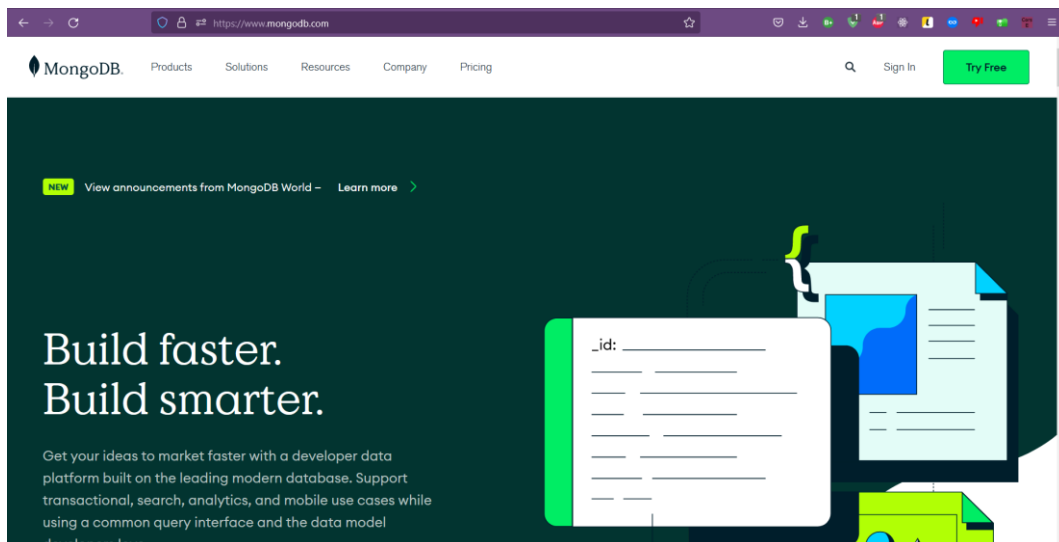 https://www.mongodb.com
MongoDB.
Products
Solutions
Resources
Company
Pricing
Sign In
Try Free
NEW
View announcements from MongoDB World –
Learn more
Build faster.
Build smarter.
_id:
Get your ideas to market faster with a developer data
platform built on the leading modern database. Support
transactional, search, analytics, and mobile use cases while
using a common query interface and the data model